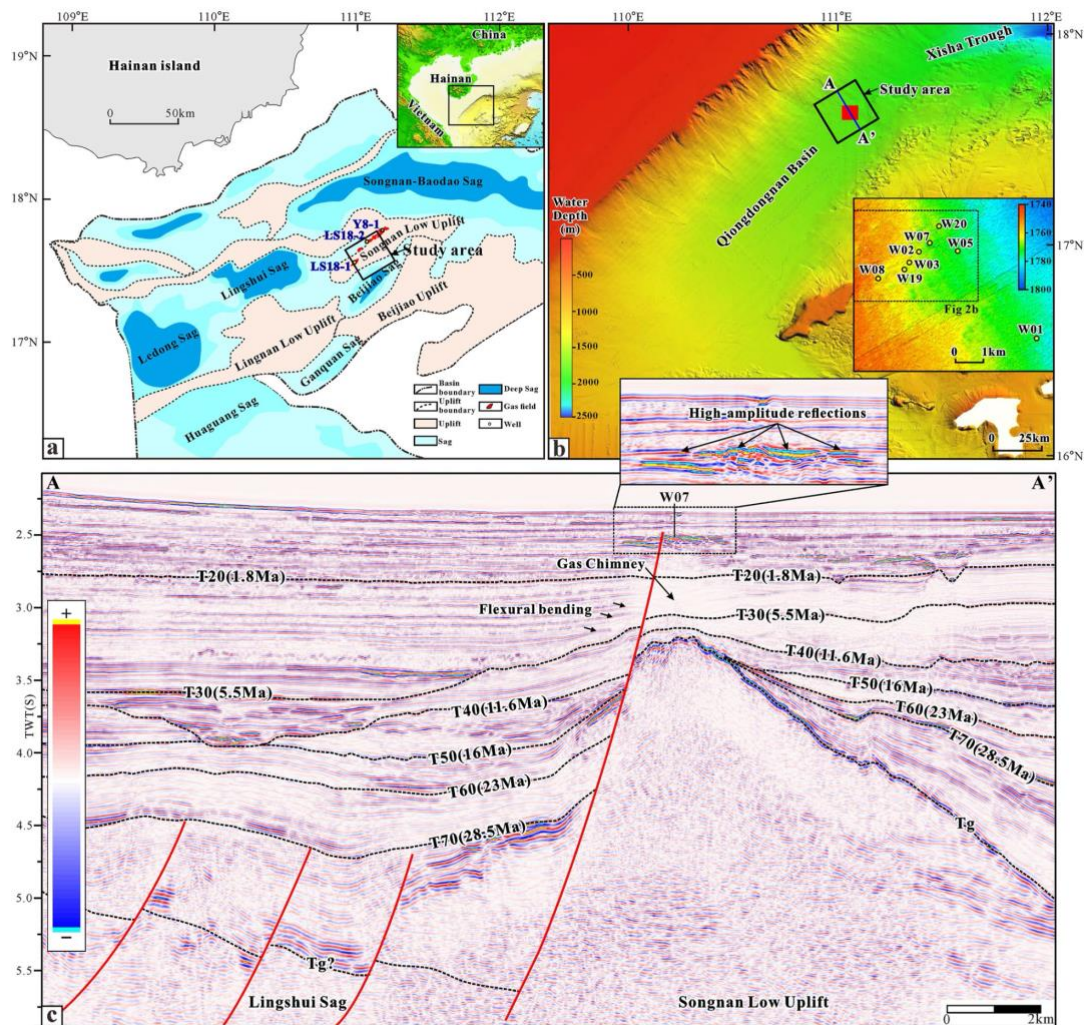 109°E
110°E
111°E
112°E
19°N
18°N
17°N
Hainan island
0
50km
China
Hainan
Vietnam
Songnan-Baodao Sag
Y8-1
LS18-2
LS18-1
Songnan Low Uplift
Study area
Lingshui Sag
Beijiao Sag
Beijiao Uplift
Ledong Sag
Lingnan Low Uplift
Ganquan Sag
Huaguang Sag
Basin boundary
Uplift boundary
Uplift
Sag
Deep Sag
Gas field
Well
a
110°E
111°E
112°E
18°N
17°N
16°N
Xisha Trough
A
Study area
A'
Qiongdongnan Basin
Water Depth
(m)
0
500
1000
1500
2000
2500
W20
W07
W02
W05
W03
W08
W19
Fig 2b
W01
0
1km
1740
1780
1800
0
25km
b
High-amplitude reflections
A
A'
W07
2.5
3.0
3.5
4.0
4.5
5.0
5.5
TWT(S)
T20(1.8Ma)
T20(1.8Ma)
Gas Chimney
Flexural bending
T30(5.5Ma)
T30(5.5Ma)
T40(11.6Ma)
T40(11.6Ma)
T50(16Ma)
T50(16Ma)
T60(23Ma)
T60(23Ma)
T70(28.5Ma)
T70(28.5Ma)
Tg
Tg?
+
−
Lingshui Sag
Songnan Low Uplift
0
2km
c